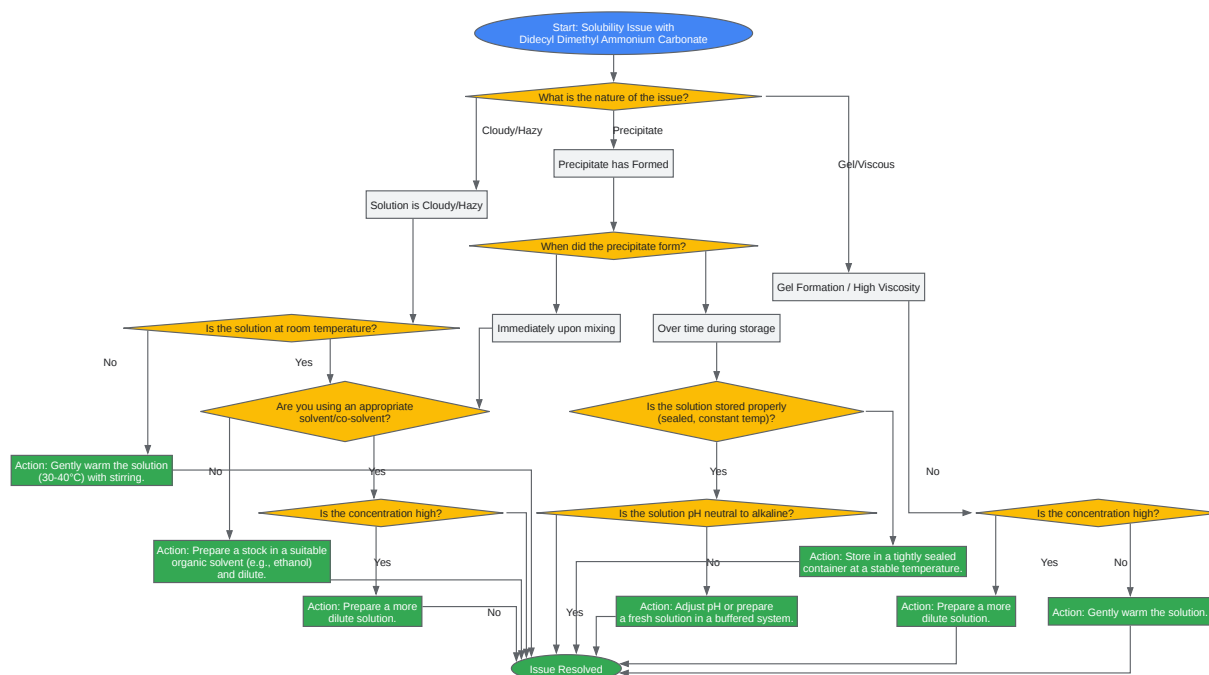 Start: Solubility Issue with
Didecyl Dimethyl Ammonium Carbonate
What is the nature of the issue?
Cloudy/Hazy
Precipitate
Precipitate has Formed
Gel/Viscous
Solution is Cloudy/Hazy
When did the precipitate form?
Gel Formation / High Viscosity
Is the solution at room temperature?
Immediately upon mixing
Over time during storage
No
Yes
Are you using an appropriate
solvent/co-solvent?
Is the solution stored properly
(sealed, constant temp)?
Action: Gently warm the solution
(30-40°C) with stirring.
No
Yes
Yes
No
Is the concentration high?
Is the solution pH neutral to alkaline?
Is the concentration high?
Action: Prepare a stock in a suitable
organic solvent (e.g., ethanol)
and dilute.
Yes
No
Action: Store in a tightly sealed
container at a stable temperature.
Yes
No
Action: Prepare a more
dilute solution.
No
Yes
Action: Adjust pH or prepare
a fresh solution in a buffered system.
Action: Prepare a more
dilute solution.
Action: Gently warm the solution.
Issue Resolved